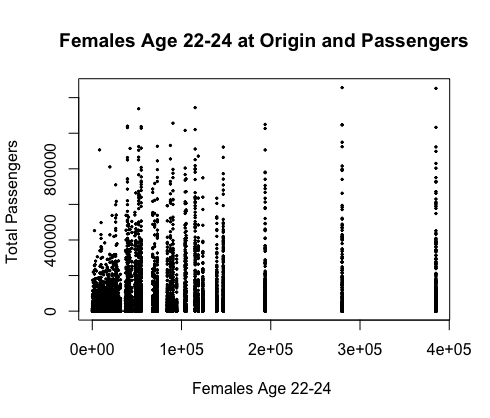 Females Age 22-24 at Origin and Passengers
Total Passengers
800000
400000
0
0e+00 1e+05 2e+05 3e+05 4e+05
Females Age 22-24